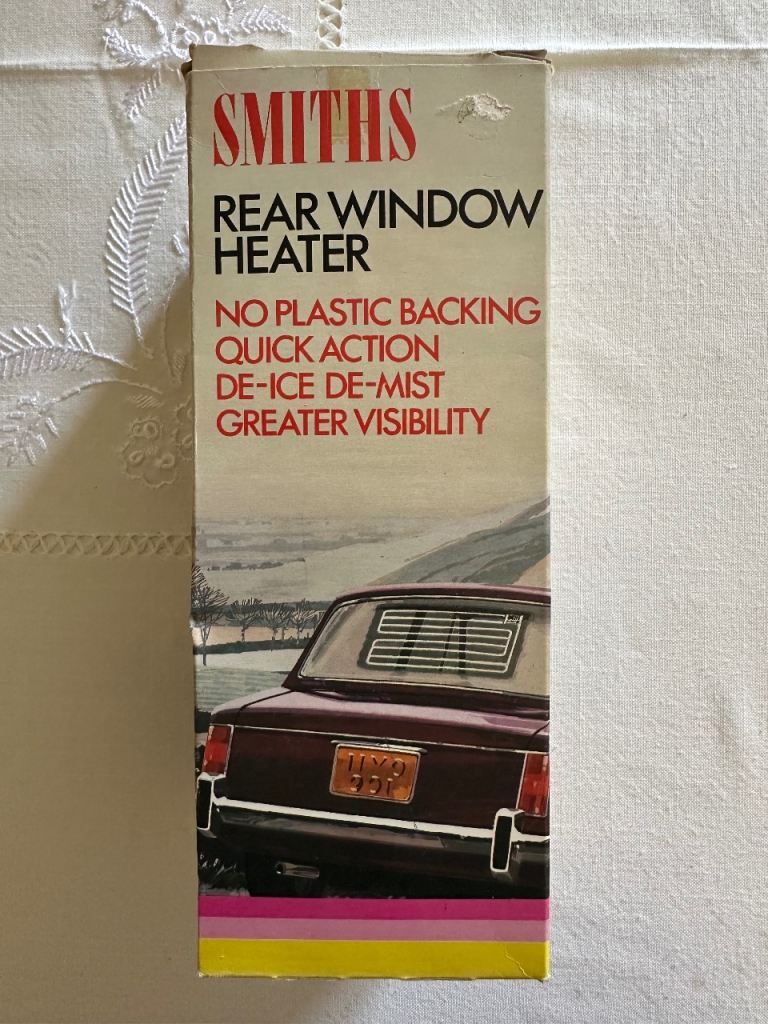 SMITHS
REAR WINDOW
HEATER
NO PLASTIC BACKING
QUICK ACTION
DE-ICE DE-MIST
GREATER VISIBILITY